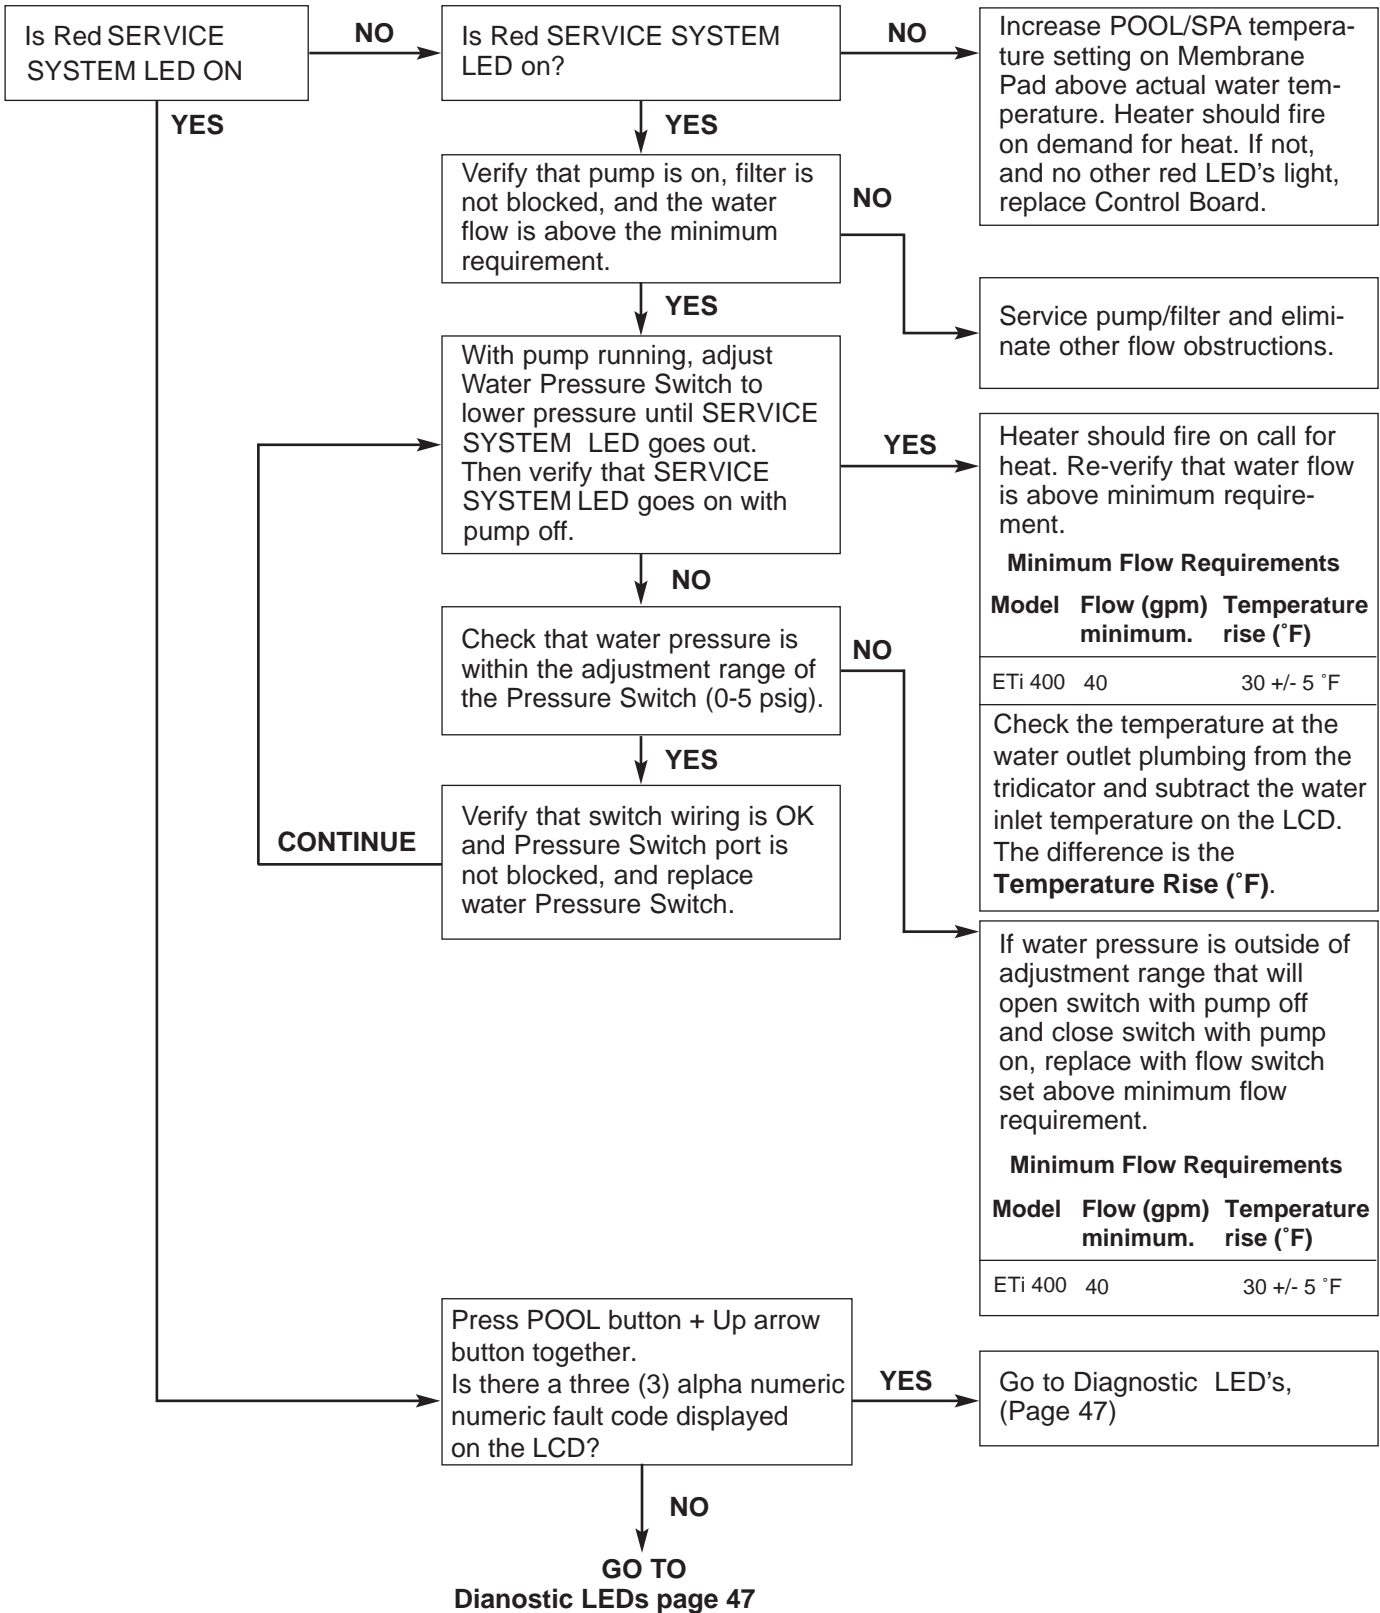 Is Red SERVICE
SYSTEM LED ON
NO
Is Red SERVICE SYSTEM
LED on?
NO
Increase POOL/SPA tempera-
ture setting on Membrane
Pad above actual water tem-
perature. Heater should fire
on demand for heat. If not,
and no other red LED's light,
replace Control Board.
YES
YES
Verify that pump is on, filter is
not blocked, and the water
flow is above the minimum
requirement.
NO
Service pump/filter and elimi-
nate other flow obstructions.
YES
With pump running, adjust
Water Pressure Switch to
lower pressure until SERVICE
SYSTEM LED goes out.
Then verify that SERVICE
SYSTEM LED goes on with
pump off.
YES
Heater should fire on call for
heat. Re-verify that water flow
is above minimum require-
ment.
Minimum Flow Requirements
Model Flow (gpm) Temperature
minimum. rise (˚F)
ETi 400 40 30 +/- 5 ˚F
Check the temperature at the
water outlet plumbing from the
tridicator and subtract the water
inlet temperature on the LCD.
The difference is the
Temperature Rise (˚F).
NO
Check that water pressure is
within the adjustment range of
the Pressure Switch (0-5 psig).
NO
YES
Verify that switch wiring is OK
and Pressure Switch port is
not blocked, and replace
water Pressure Switch.
CONTINUE
If water pressure is outside of
adjustment range that will
open switch with pump off
and close switch with pump
on, replace with flow switch
set above minimum flow
requirement.
Minimum Flow Requirements
Model Flow (gpm) Temperature
minimum. rise (˚F)
ETi 400 40 30 +/- 5 ˚F
Press POOL button + Up arrow
button together.
Is there a three (3) alpha numeric
numeric fault code displayed
on the LCD?
YES
Go to Diagnostic LED's,
(Page 47)
NO
GO TO
Dianostic LEDs page 47